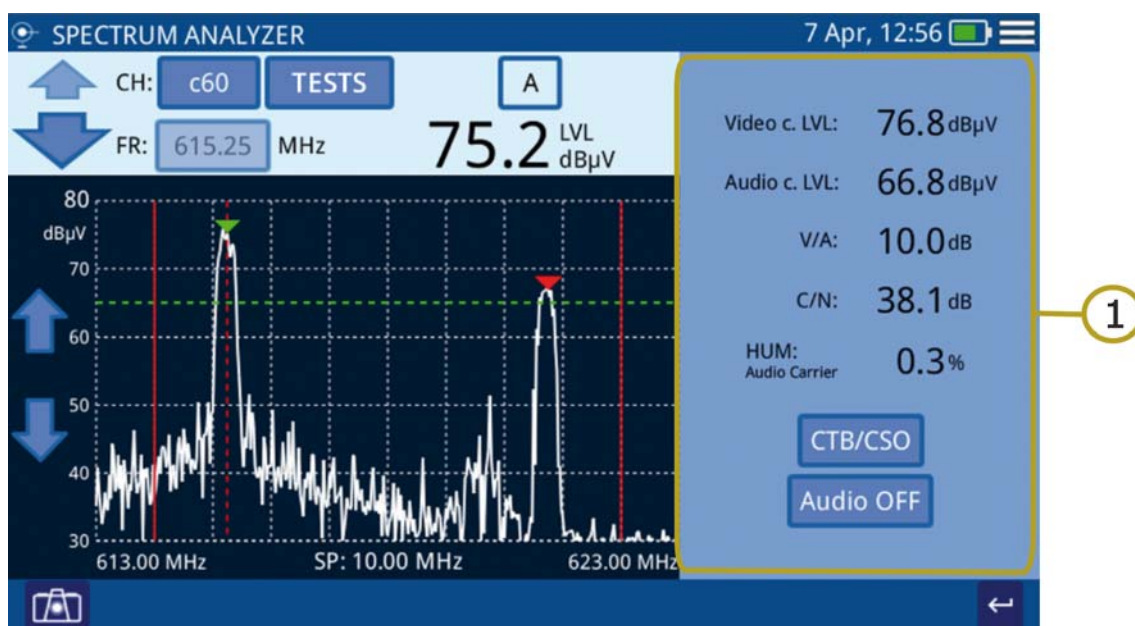 SPECTRUM ANALYZER 7 Apr, 12:56
CH: c60 TESTS A
FR: 615.25 MHz 75.2 LVL dBμV
80
dBμV
70
60
50
40
30
613.00 MHz SP: 10.00 MHz 623.00 MHz
Video c. LVL: 76.8 dBμV
Audio c. LVL: 66.8 dBμV
V/A: 10.0 dB
C/N: 38.1 dB
HUM: 0.3 %
Audio Carrier
CTB/CSO
Audio OFF
1